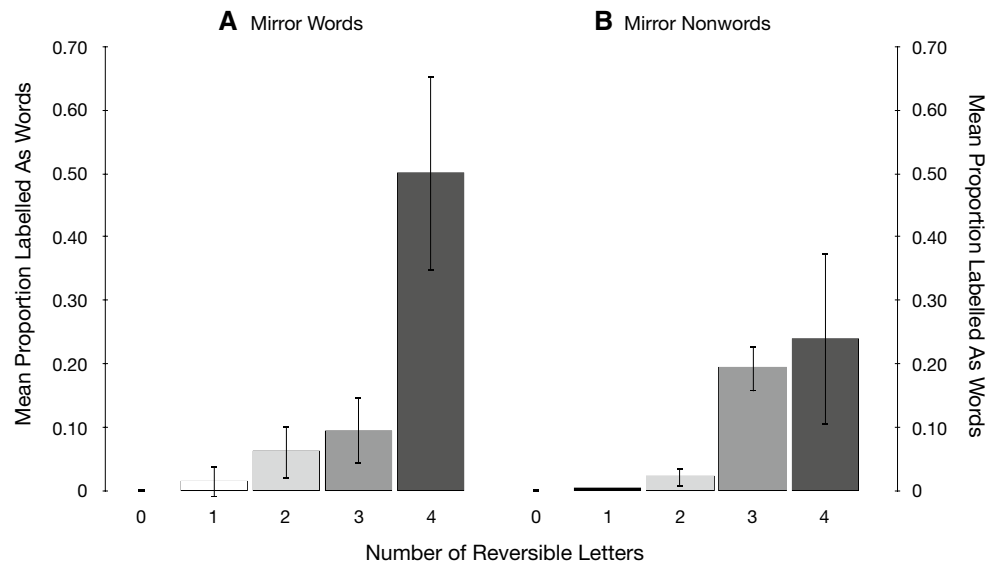 A Mirror Words
B Mirror Nonwords
Mean Proportion Labelled As Words
0.70
0.60
0.50
0.40
0.30
0.20
0.10
0
0 1 2 3 4
0 1 2 3 4
0.70
0.60
0.50
0.40
0.30
0.20
0.10
0
Mean Proportion Labelled As Words
Number of Reversible Letters